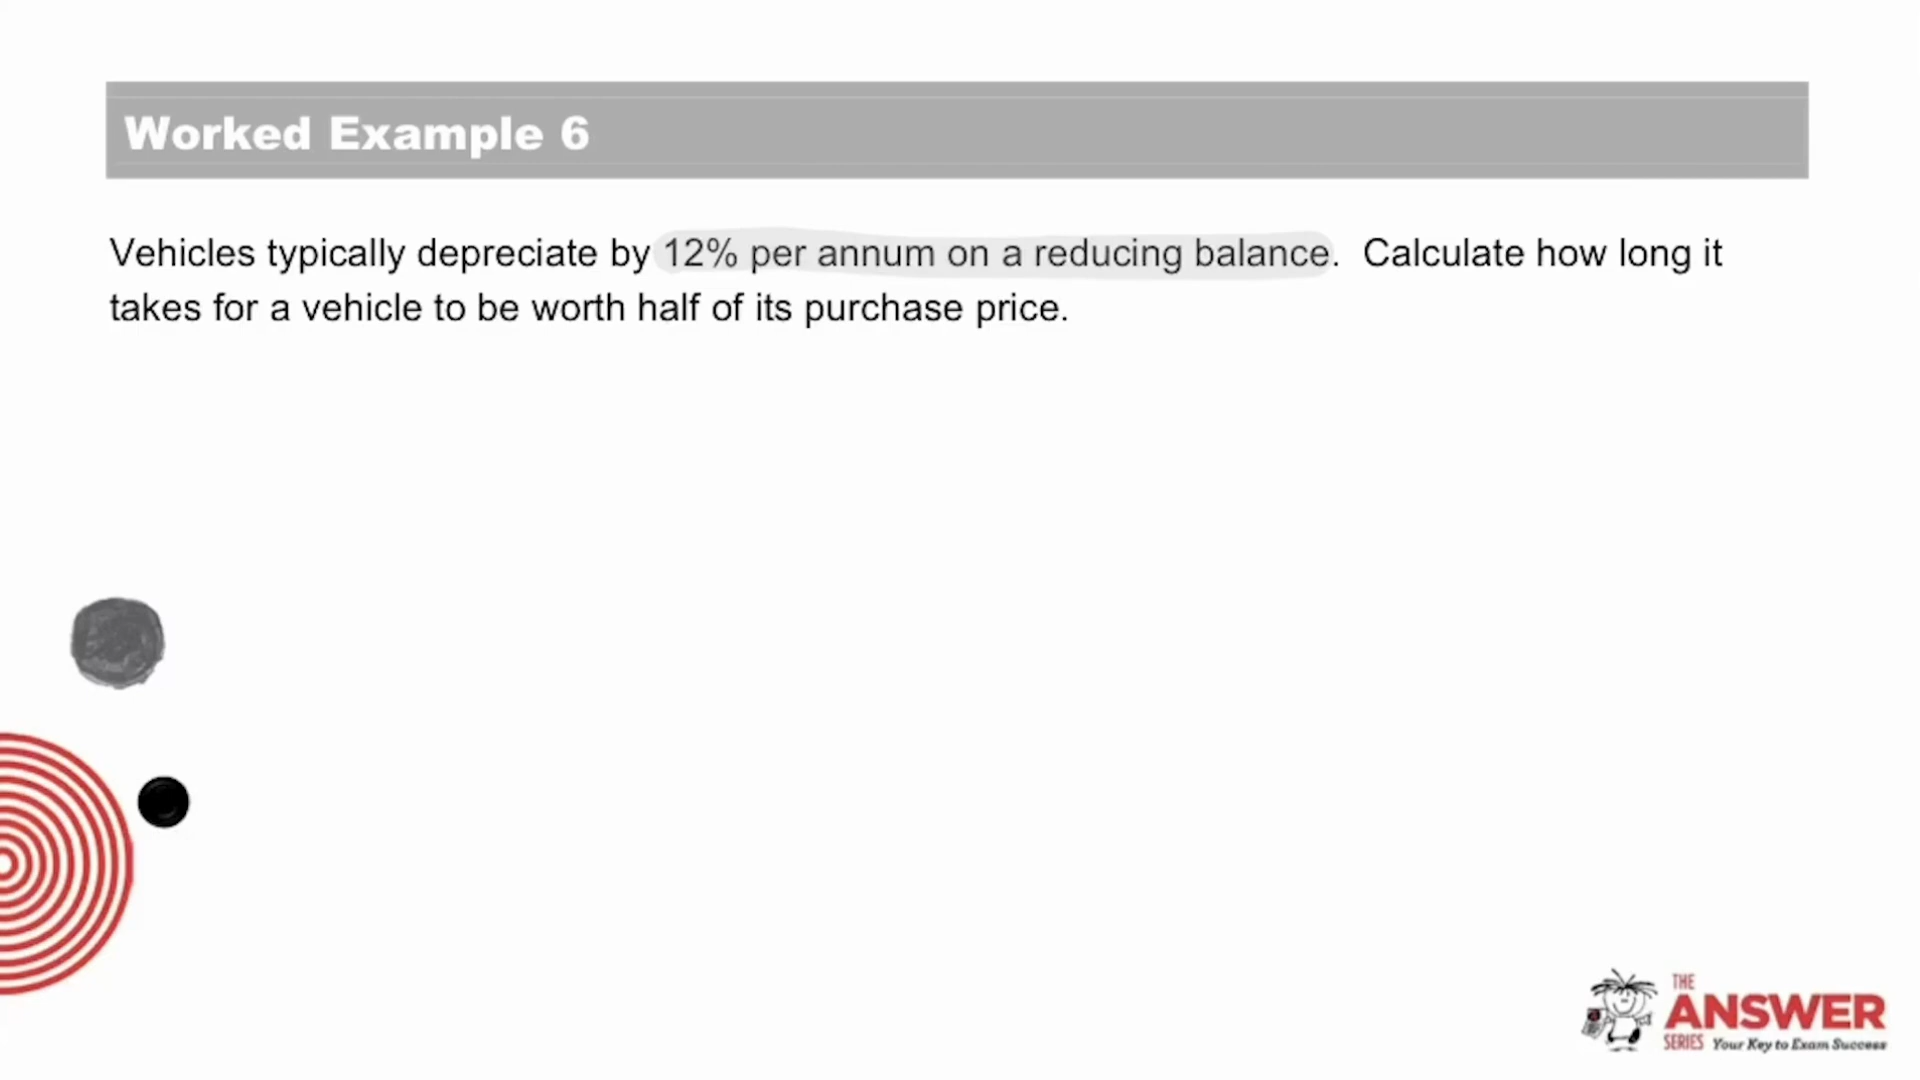 Worked Example 6
Vehicles typically depreciate by 12% per annum on a reducing balance. Calculate how long it
takes for a vehicle to be worth half of its purchase price.
THE
ANSWER
SERIES Your Key to Exam Success